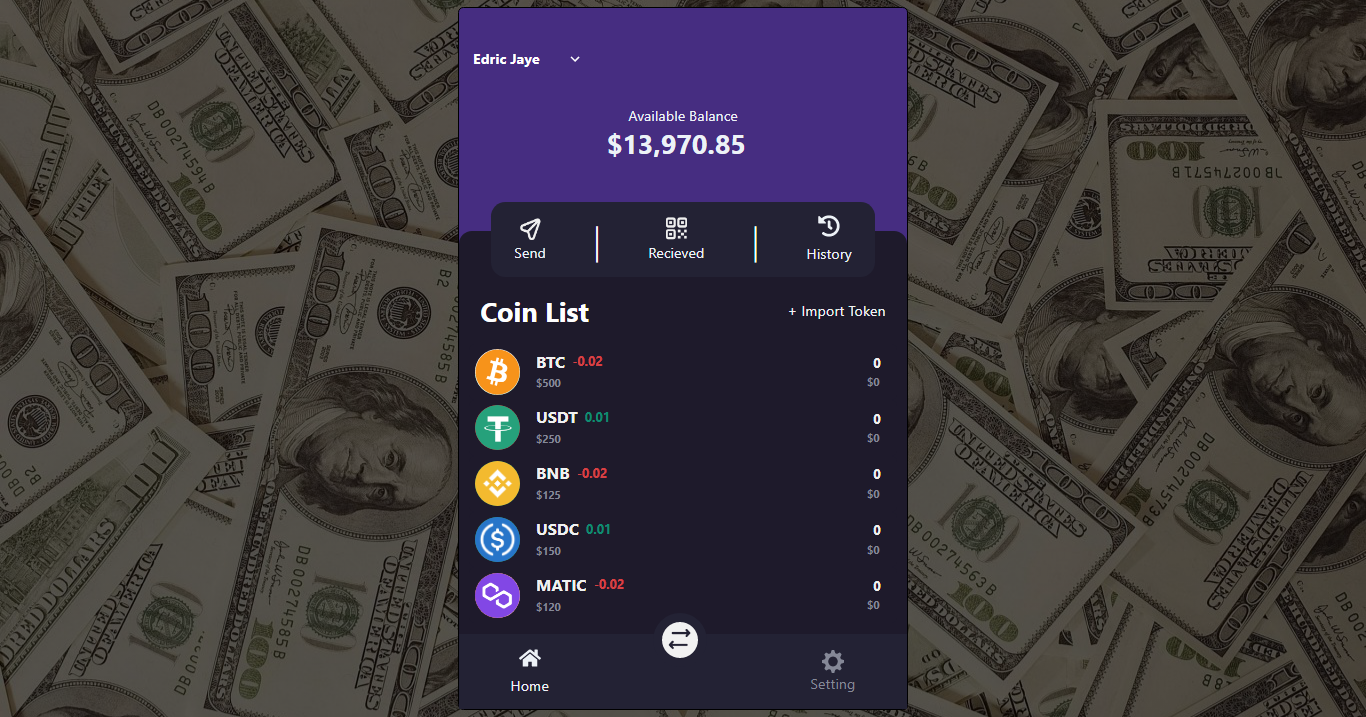 Edric Jaye
Available Balance
$13,970.85
Send
Recieved
History
Coin List
+ Import Token
BTC -0.02 0
$500 $0
USDT 0.01 0
$250 $0
BNB -0.02 0
$125 $0
USDC 0.01 0
$150 $0
MATIC -0.02 0
$120 $0
Home
Setting